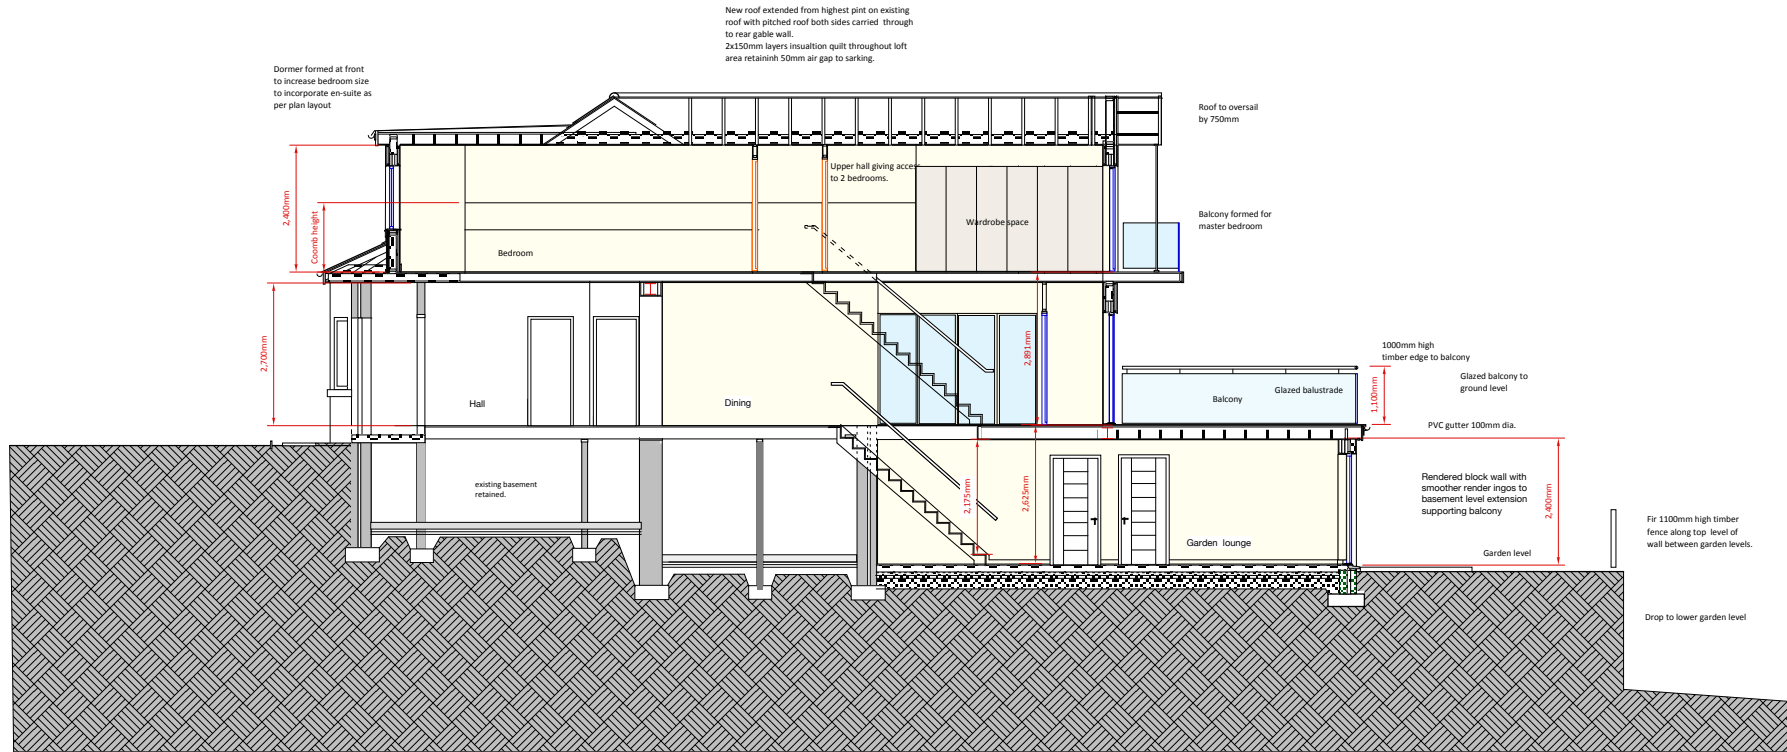 New roof extended from highest pint on existing
roof with pitched roof both sides carried through
to rear gable wall.
2x150mm layers insualtion quilt throughout loft
area retaininh 50mm air gap to sarking.
Dormer formed at front
to increase bedroom size
to incorporate en-suite as
per plan layout
Roof to oversail
by 750mm
Upper hall giving access
to 2 bedrooms.
2,400mm
Coomb height
Wardrobe space
Balcony formed for
master bedroom
Bedroom
2,700mm
2,891mm
1000mm high
timber edge to balcony
Glazed balcony to
ground level
Glazed balustrade
Balcony
1,100mm
Hall
Dining
PVC gutter 100mm dia.
existing basement
retained.
2,175mm
2,625mm
Rendered block wall with
smoother render ingos to
basement level extension
supporting balcony
2,400mm
Fir 1100mm high timber
fence along top level of
wall between garden levels.
Garden lounge
Garden level
Drop to lower garden level